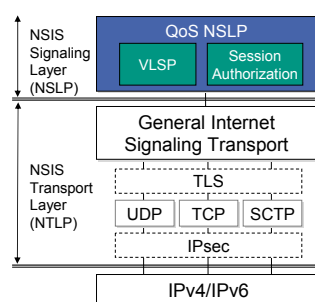 NSIS
Signaling
Layer
(NSLP)
QoS NSLP
VLSP
Session
Authorization
NSIS
Transport
Layer
(NTLP)
General Internet
Signaling Transport
TLS
UDP
TCP
SCTP
IPsec
IPv4/IPv6